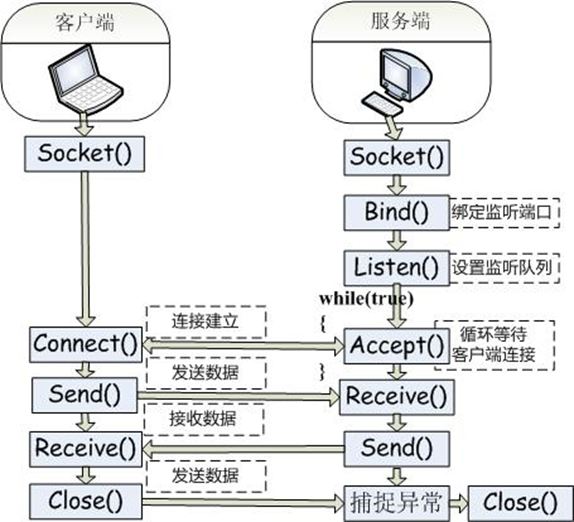 客户端
服务端
Socket()
Socket()
Bind()
绑定监听端口
Listen()
设置监听队列
while(true)
{
连接建立
Connect()
Accept()
循环等待
客户端连接
}
发送数据
Send()
Receive()
接收数据
Receive()
Send()
发送数据
Close()
捕捉异常
Close()